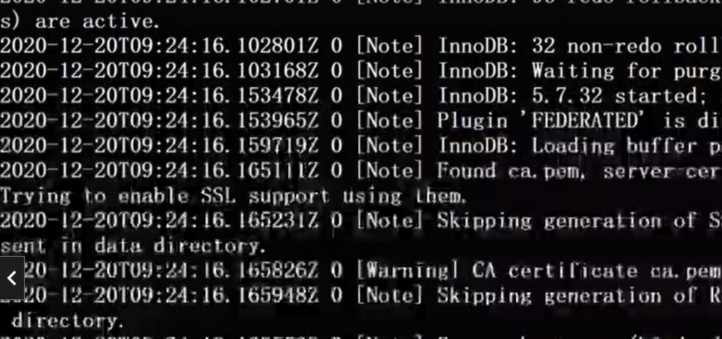 s) are active.
2020-12-20T09:24:16.102801Z 0 [Note] InnoDB: 32 non-redo roll
2020-12-20T09:24:16.103168Z 0 [Note] InnoDB: Waiting for purg
2020-12-20T09:24:16.153478Z 0 [Note] InnoDB: 5.7.32 started;
2020-12-20T09:24:16.153965Z 0 [Note] Plugin 'FEDERATED' is di
2020-12-20T09:24:16.159719Z 0 [Note] InnoDB: Loading buffer p
2020-12-20T09:24:16.165111Z 0 [Note] Found ca.pem, server cer
Trying to enable SSL support using them.
2020-12-20T09:24:16.165231Z 0 [Note] Skipping generation of S
sent in data directory.
20-12-20T09:24:16.165826Z 0 [Warning] CA certificate ca.pem
20-12-20T09:24:16.165948Z 0 [Note] Skipping generation of R
directory.